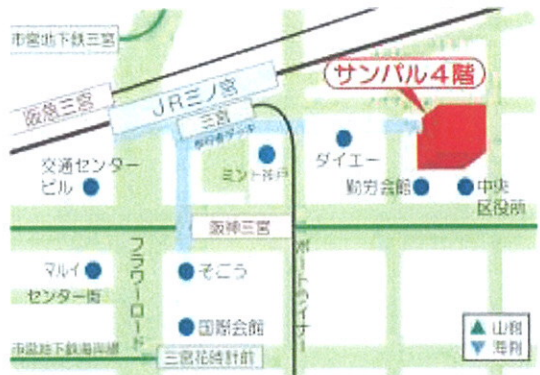 市営地下鉄三宮
阪急三宮
JR三ノ宮
三宮
サンパル4階
交通センター
ビル
ミント神戸
ダイエー
勤労会館
中央
区役所
阪神三宮
フラワーロード
ポートライナー
マルイ
センター街
そごう
国際会館
市営地下鉄海岸線
三宮花時計前
山側
海側